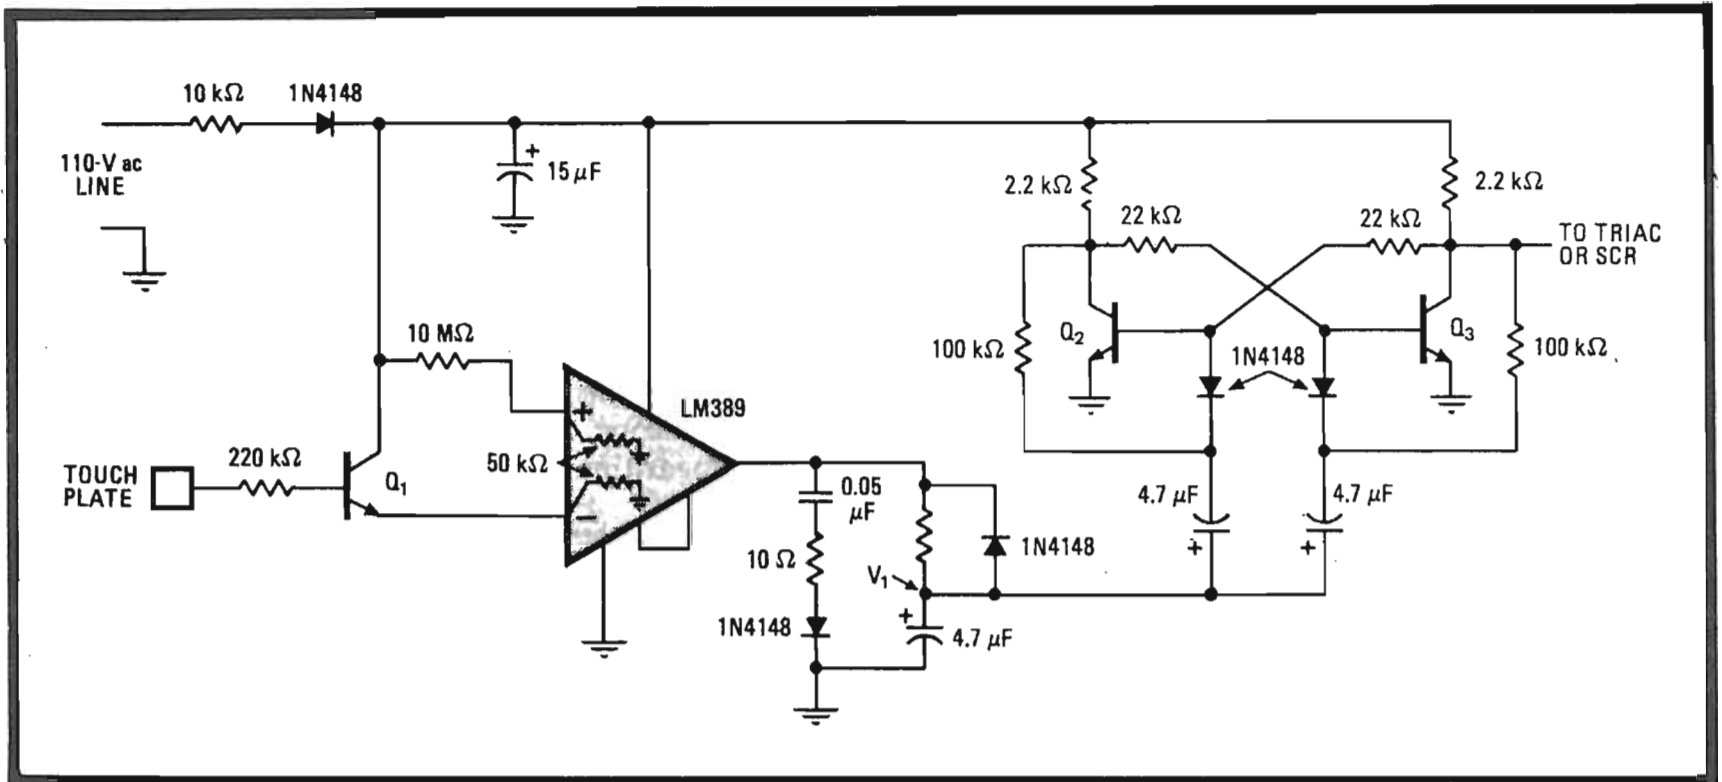 10 kΩ
1N4148
110-V ac
LINE
+
15 μF
2.2 kΩ
2.2 kΩ
22 kΩ
22 kΩ
TO TRIAC
OR SCR
10 MΩ
Q2
Q3
100 kΩ
1N4148
100 kΩ
LM389
+
50 kΩ
−
TOUCH
PLATE
220 kΩ
Q1
0.05
μF
4.7 μF
4.7 μF
+
+
10 Ω
V1
1N4148
1N4148
+
4.7 μF